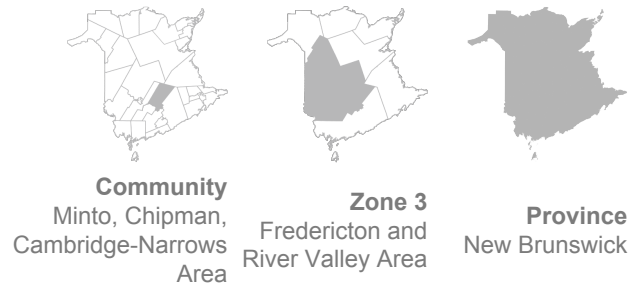 Community
Minto, Chipman,
Cambridge-Narrows
Area
Zone 3
Fredericton and
River Valley Area
Province
New Brunswick